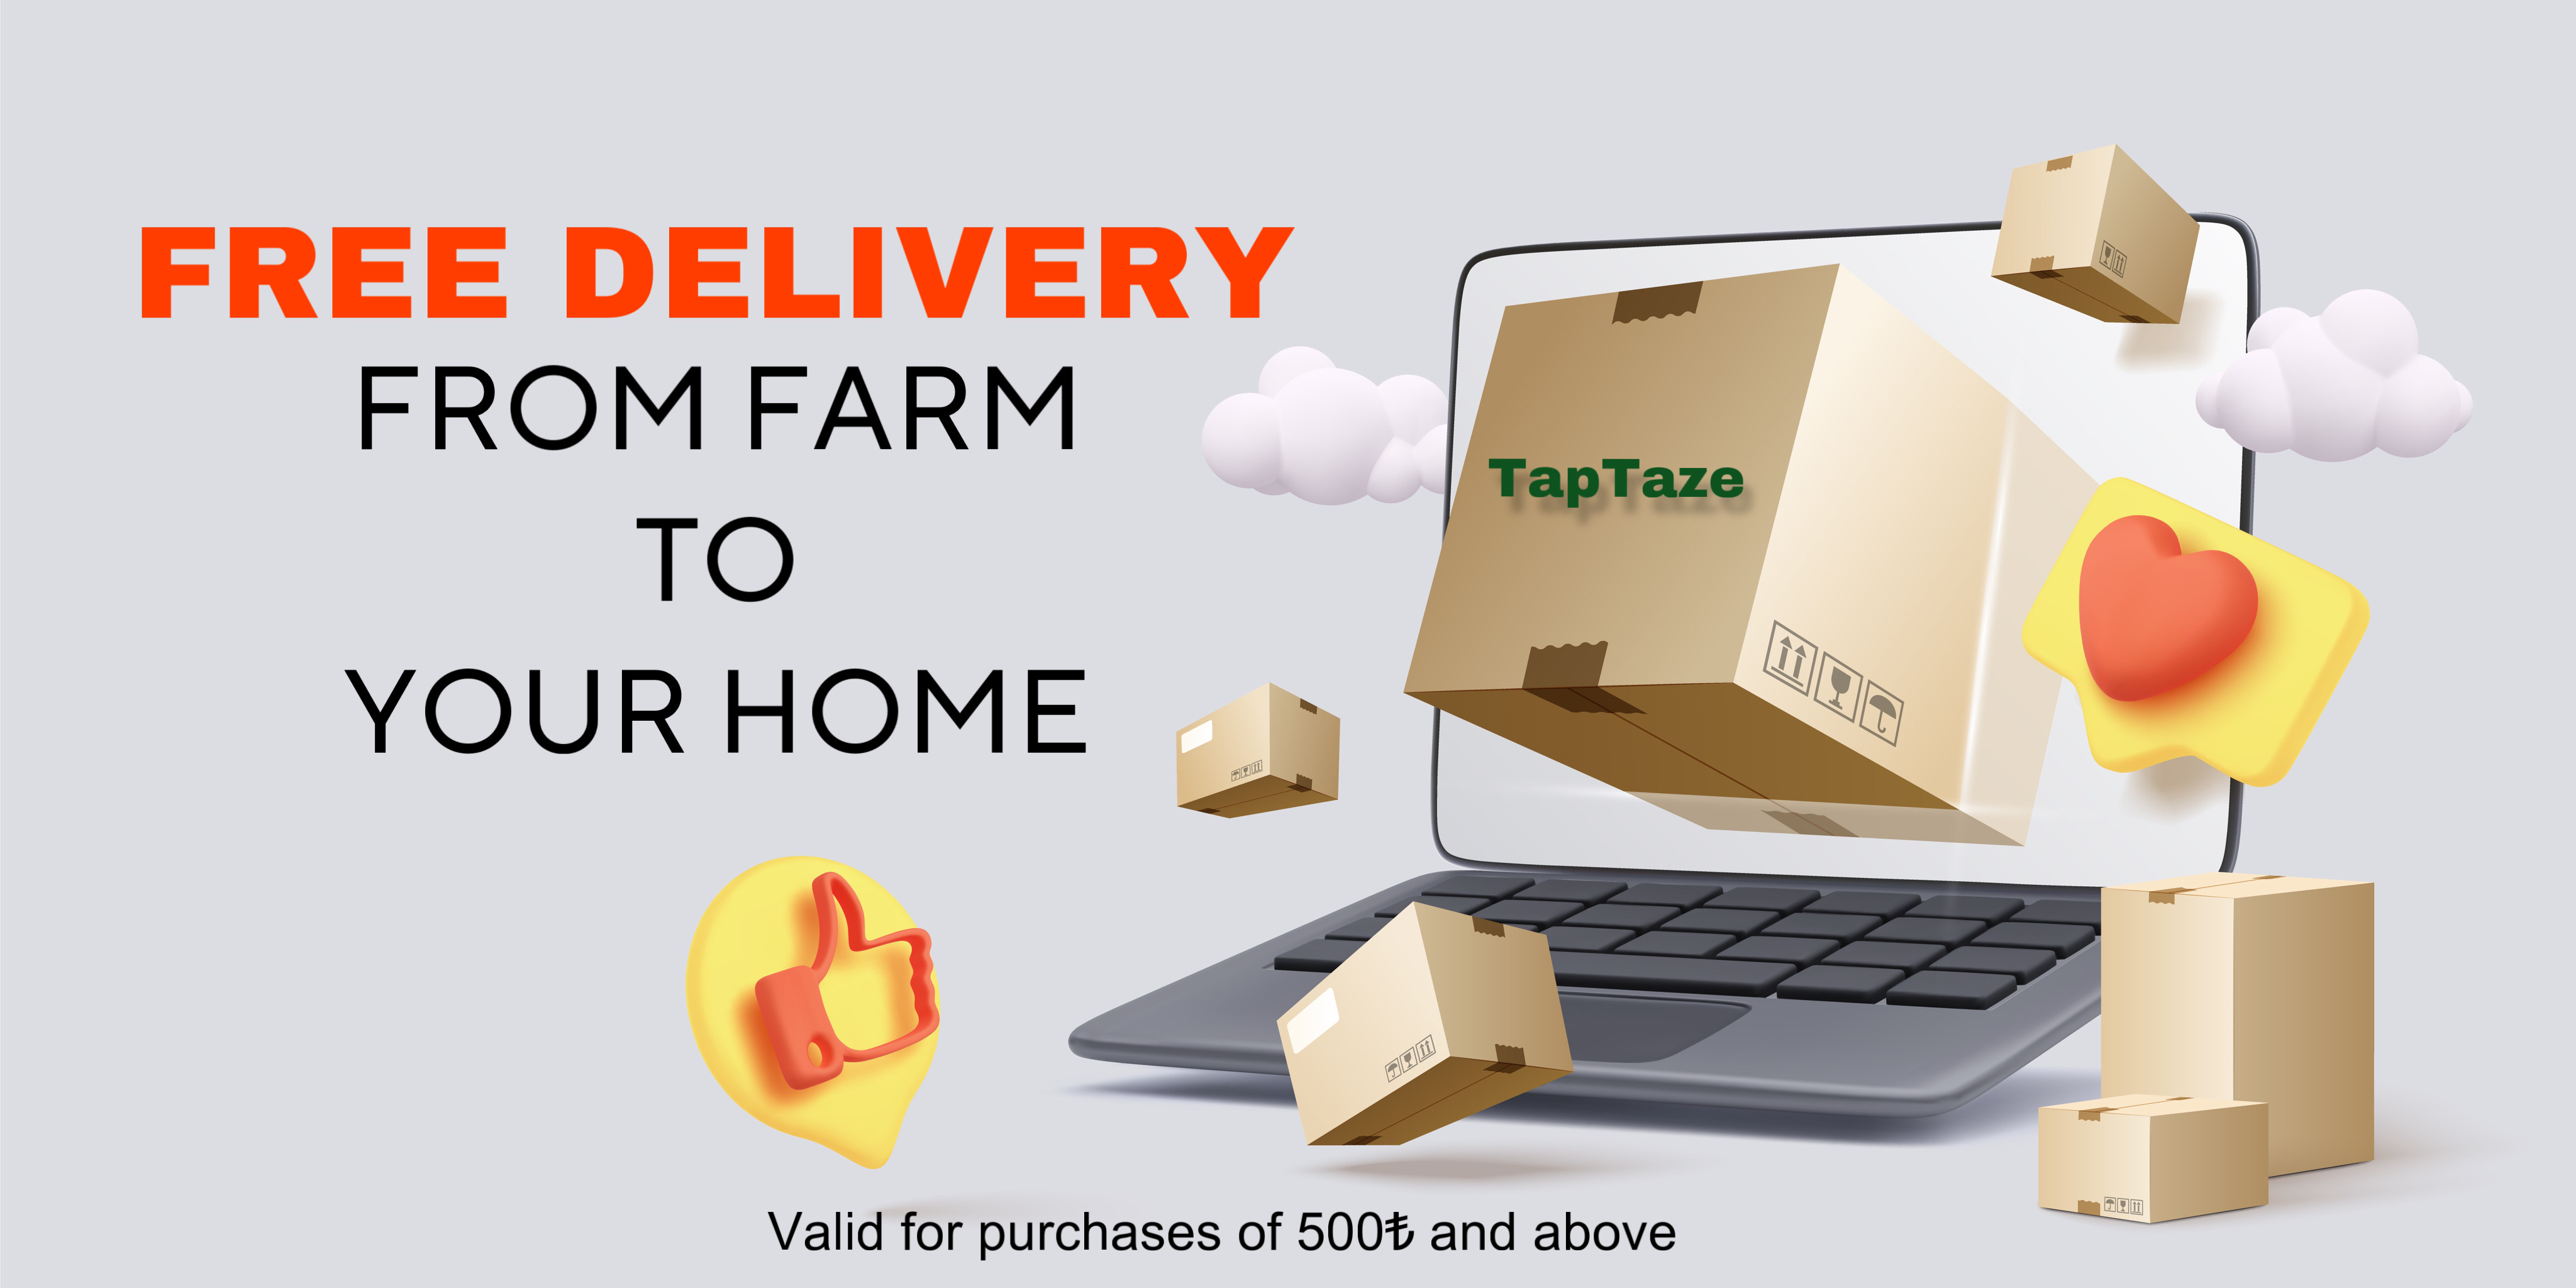 FREE DELIVERY
FROM FARM
TO
YOUR HOME
TapTaze
Valid for purchases of 500₺ and above